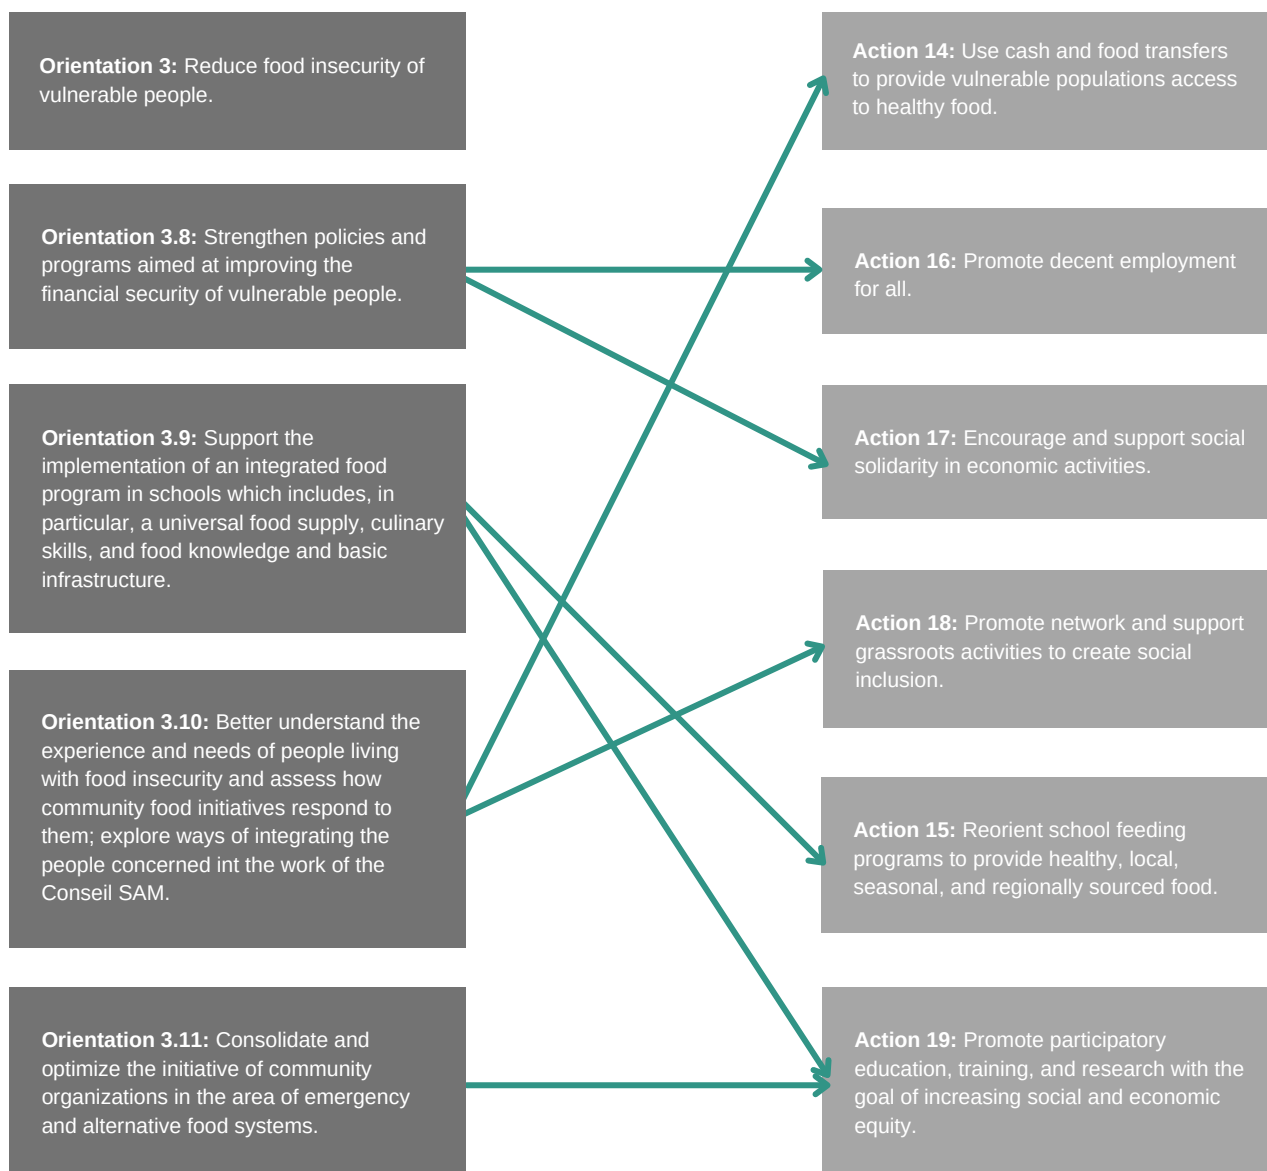 Orientation 3: Reduce food insecurity of
vulnerable people.
Orientation 3.8: Strengthen policies and
programs aimed at improving the
financial security of vulnerable people.
Orientation 3.9: Support the
implementation of an integrated food
program in schools which includes, in
particular, a universal food supply, culinary
skills, and food knowledge and basic
infrastructure.
Orientation 3.10: Better understand the
experience and needs of people living
with food insecurity and assess how
community food initiatives respond to
them; explore ways of integrating the
people concerned int the work of the
Conseil SAM.
Orientation 3.11: Consolidate and
optimize the initiative of community
organizations in the area of emergency
and alternative food systems.
Action 14: Use cash and food transfers
to provide vulnerable populations access
to healthy food.
Action 16: Promote decent employment
for all.
Action 17: Encourage and support social
solidarity in economic activities.
Action 18: Promote network and support
grassroots activities to create social
inclusion.
Action 15: Reorient school feeding
programs to provide healthy, local,
seasonal, and regionally sourced food.
Action 19: Promote participatory
education, training, and research with the
goal of increasing social and economic
equity.